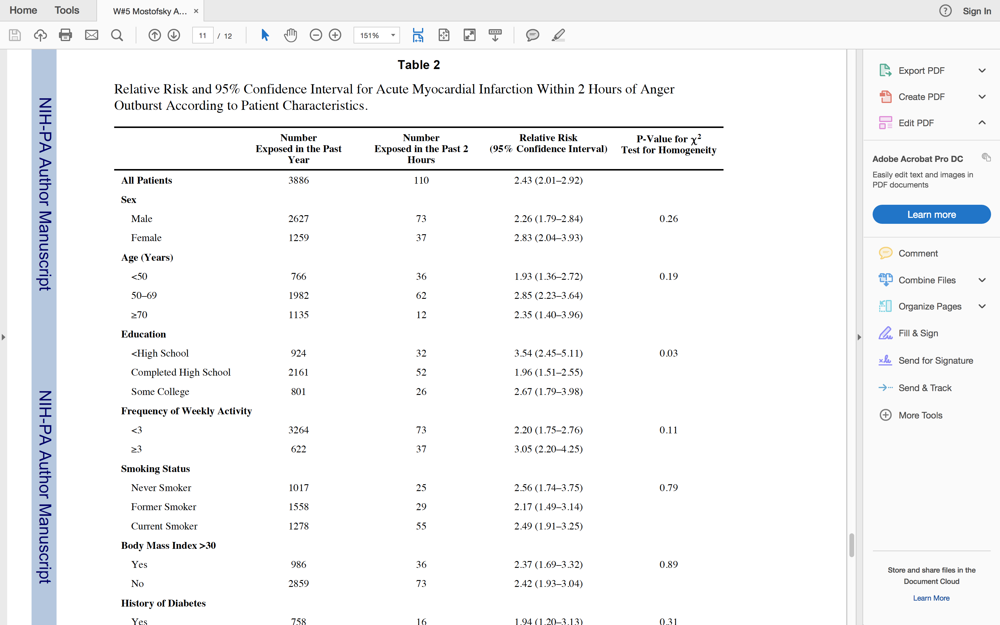 Home Tools W#5 Mostofsky A... × ? Sign In
11 / 12 151%
NIH-PA Author Manuscript
NIH-PA Author Manuscript
Table 2
Relative Risk and 95% Confidence Interval for Acute Myocardial Infarction Within 2 Hours of Anger
Outburst According to Patient Characteristics.
Number Exposed in the Past Year Number Exposed in the Past 2 Hours Relative Risk (95% Confidence Interval) P-Value for χ² Test for Homogeneity
All Patients 3886 110 2.43 (2.01–2.92)
Sex
Male 2627 73 2.26 (1.79–2.84) 0.26
Female 1259 37 2.83 (2.04–3.93)
Age (Years)
<50 766 36 1.93 (1.36–2.72) 0.19
50–69 1982 62 2.85 (2.23–3.64)
≥70 1135 12 2.35 (1.40–3.96)
Education
<High School 924 32 3.54 (2.45–5.11) 0.03
Completed High School 2161 52 1.96 (1.51–2.55)
Some College 801 26 2.67 (1.79–3.98)
Frequency of Weekly Activity
<3 3264 73 2.20 (1.75–2.76) 0.11
≥3 622 37 3.05 (2.20–4.25)
Smoking Status
Never Smoker 1017 25 2.56 (1.74–3.75) 0.79
Former Smoker 1558 29 2.17 (1.49–3.14)
Current Smoker 1278 55 2.49 (1.91–3.25)
Body Mass Index >30
Yes 986 36 2.37 (1.69–3.32) 0.89
No 2859 73 2.42 (1.93–3.04)
History of Diabetes
Yes 758 16 1.94 (1.20–3.13) 0.31
Export PDF
Create PDF
Edit PDF
Adobe Acrobat Pro DC
Easily edit text and images in
PDF documents
Learn more
Comment
Combine Files
Organize Pages
Fill & Sign
Send for Signature
Send & Track
More Tools
Store and share files in the
Document Cloud
Learn More